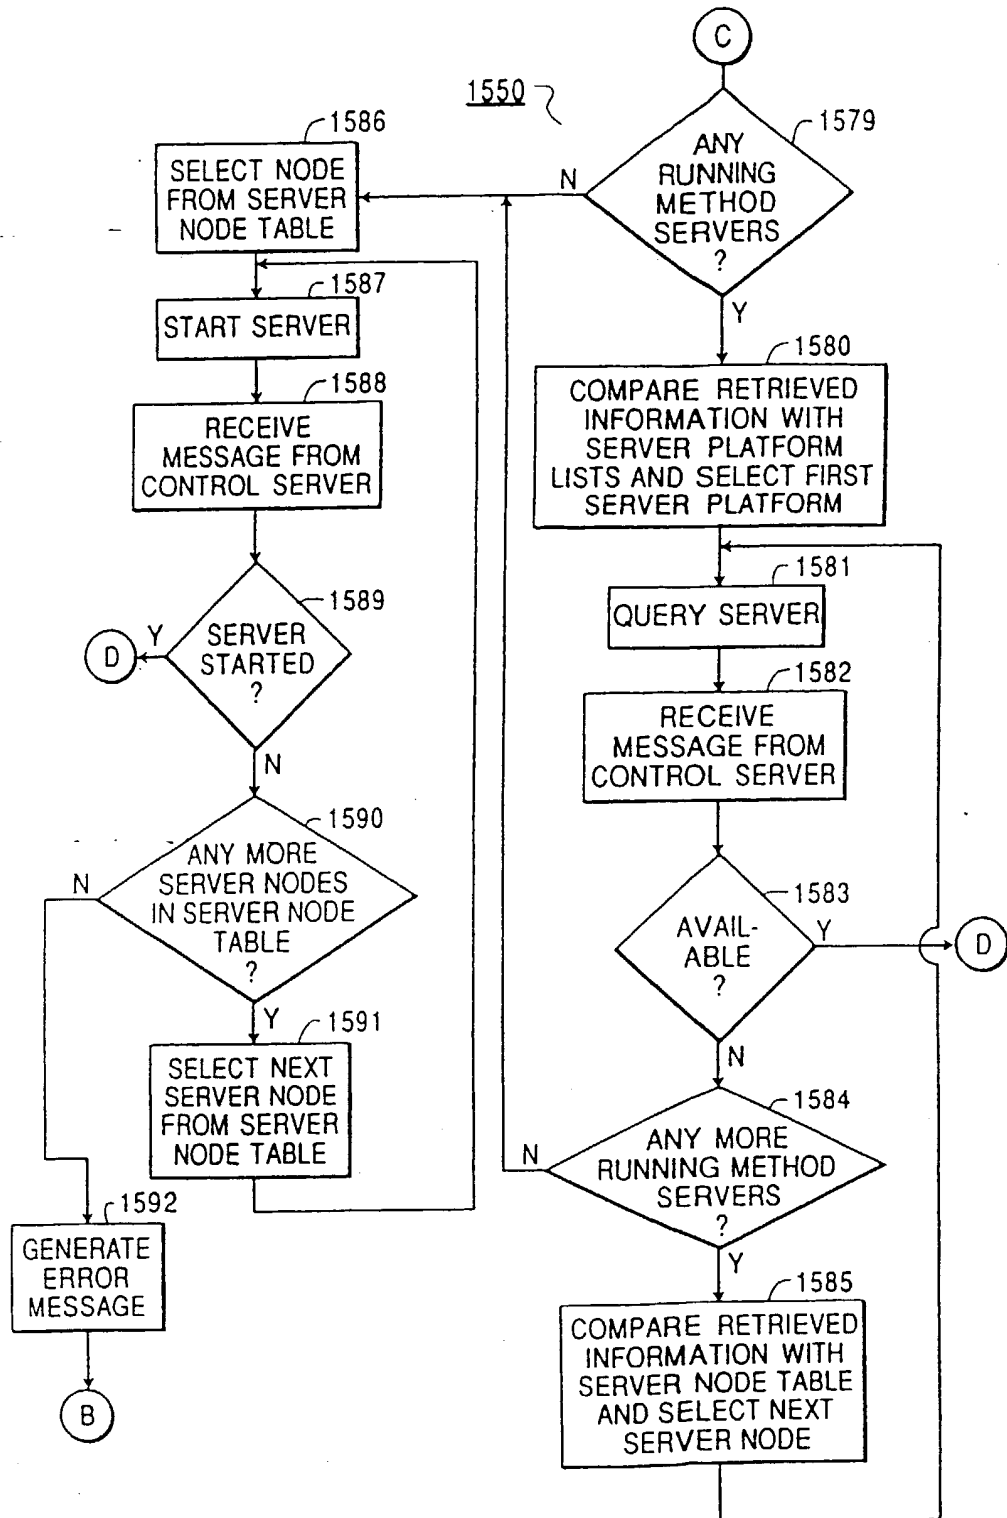 C
1550
1579
ANY
RUNNING
METHOD
SERVERS
?
N
Y
1586
SELECT NODE
FROM SERVER
NODE TABLE
1587
START SERVER
1588
RECEIVE
MESSAGE FROM
CONTROL SERVER
1589
SERVER
STARTED
?
Y
D
N
1590
ANY MORE
SERVER NODES
IN SERVER NODE
TABLE
?
N
Y
1591
SELECT NEXT
SERVER NODE
FROM SERVER
NODE TABLE
1592
GENERATE
ERROR
MESSAGE
B
1580
COMPARE RETRIEVED
INFORMATION WITH
SERVER PLATFORM
LISTS AND SELECT FIRST
SERVER PLATFORM
1581
QUERY SERVER
1582
RECEIVE
MESSAGE FROM
CONTROL SERVER
1583
AVAIL-
ABLE
?
Y
D
N
1584
ANY MORE
RUNNING METHOD
SERVERS
?
N
Y
1585
COMPARE RETRIEVED
INFORMATION WITH
SERVER NODE TABLE
AND SELECT NEXT
SERVER NODE